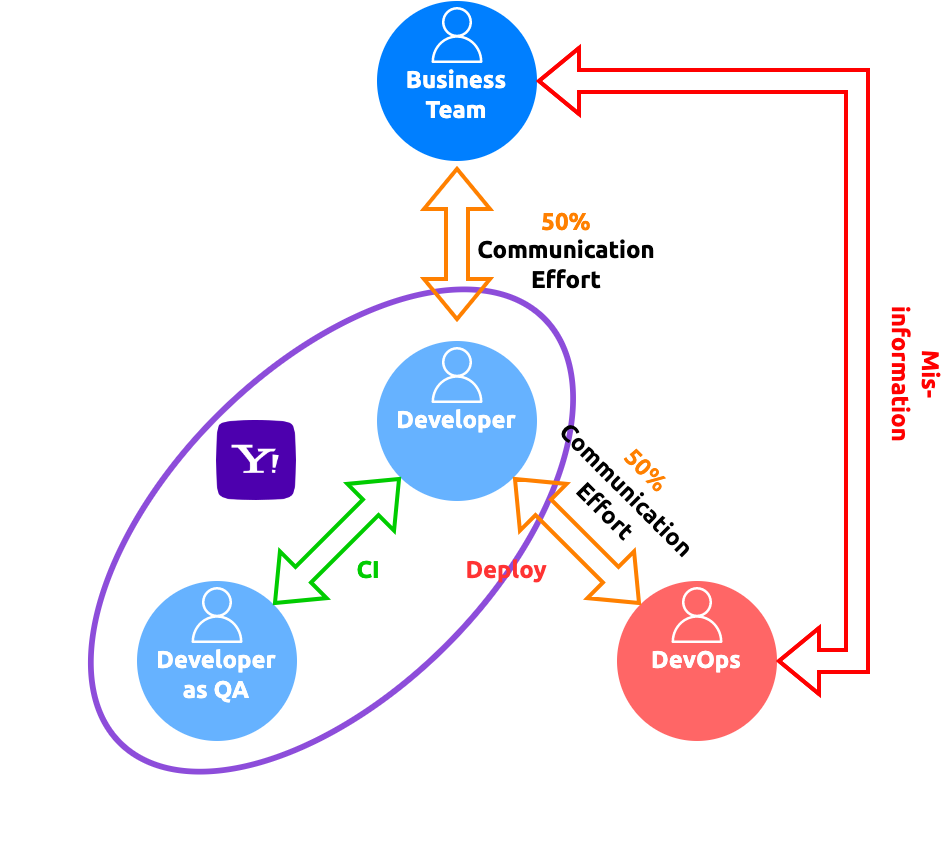 Business
Team
50%
Communication
Effort
Mis-
information
Developer
50%
Communication
Effort
Y!
CI
Deploy
Developer
as QA
DevOps